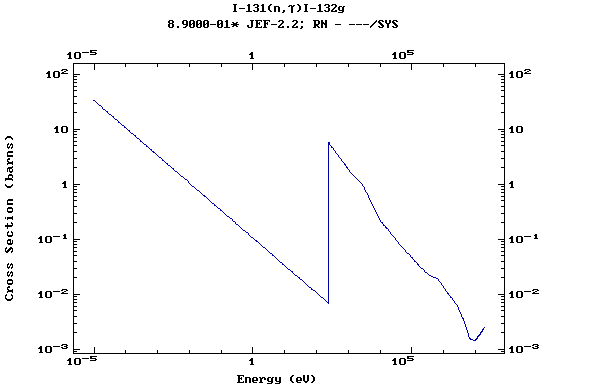 I-131(n,γ)I-132g
8.9000-01* JEF-2.2; RN - ---/SYS
10⁻⁵ 1 10⁵
10² 10²
10 10
1 1
10⁻¹ 10⁻¹
10⁻² 10⁻²
10⁻³ 10⁻³
10⁻⁵ 1 10⁵
Cross Section (barns)
Energy (eV)